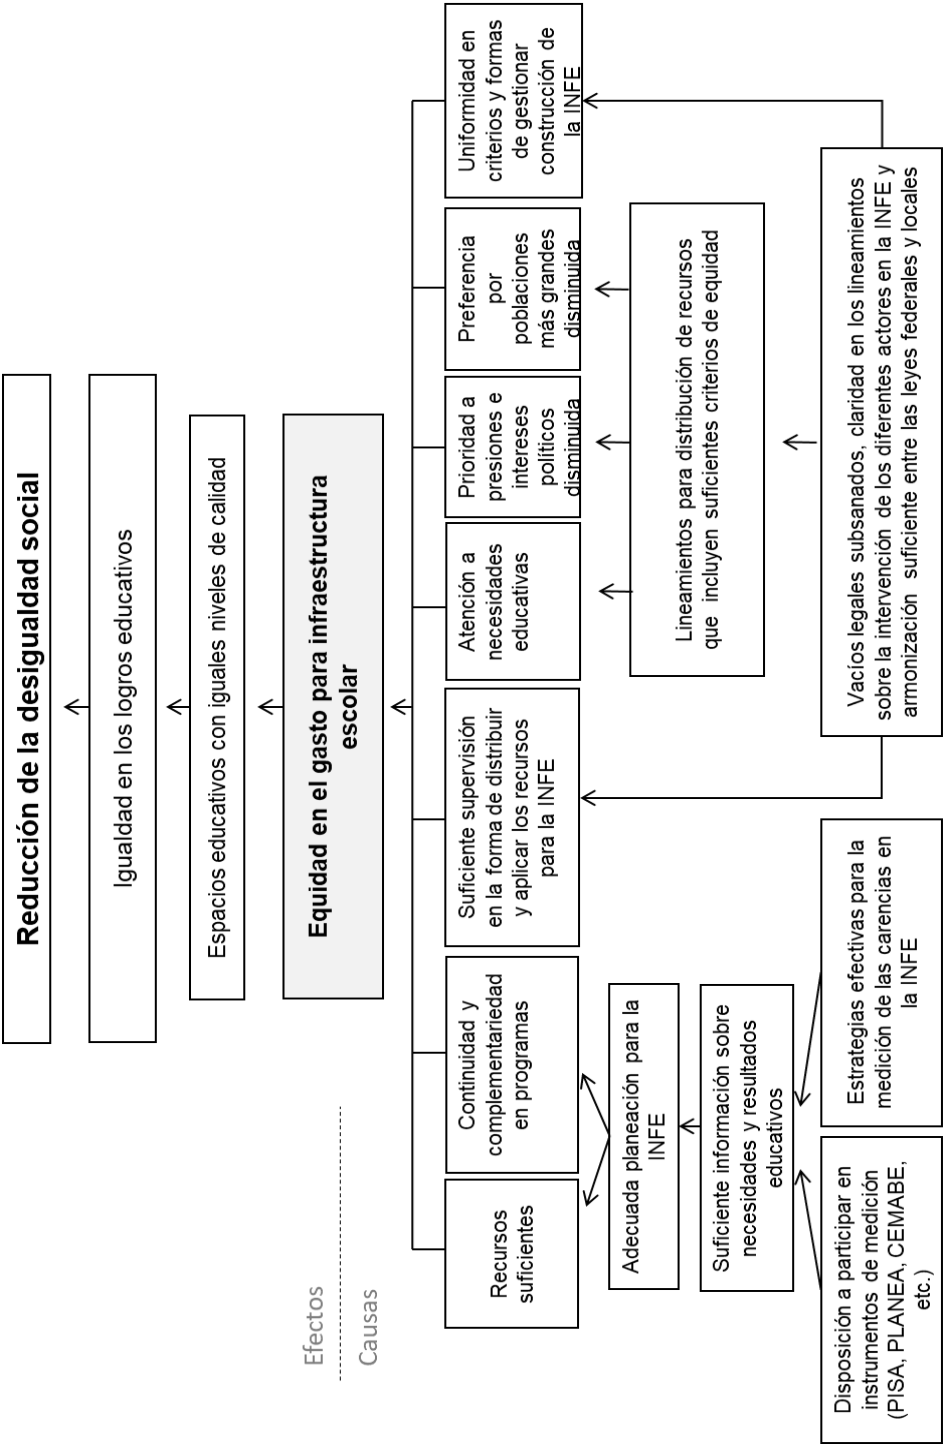 Reducción de la desigualdad social
Igualdad en los logros educativos
Espacios educativos con iguales niveles de calidad
Equidad en el gasto para infraestructura
escolar
Efectos
Causas
Recursos
suficientes
Continuidad y
complementariedad
en programas
Suficiente supervisión
en la forma de distribuir
y aplicar los recursos
para la INFE
Atención a
necesidades
educativas
Prioridad a
presiones e
intereses
políticos
disminuida
Preferencia
por
poblaciones
más grandes
disminuida
Uniformidad en
criterios y formas
de gestionar
construcción de
la INFE
Adecuada planeación para la
INFE
Lineamientos para distribución de recursos
que incluyen suficientes criterios de equidad
Suficiente información sobre
necesidades y resultados
educativos
Disposición a participar en
instrumentos de medición
(PISA, PLANEA, CEMABE,
etc.)
Estrategias efectivas para la
medición de las carencias en
la INFE
Vacíos legales subsanados, claridad en los lineamientos
sobre la intervención de los diferentes actores en la INFE y
armonización suficiente entre las leyes federales y locales